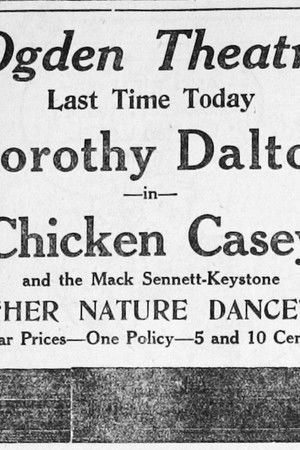 Ogden Theatr
Last Time Today
orothy Dalto
—in—
Chicken Casey
and the Mack Sennett-Keystone
"HER NATURE DANCE"
ar Prices—One Policy—5 and 10 Cen